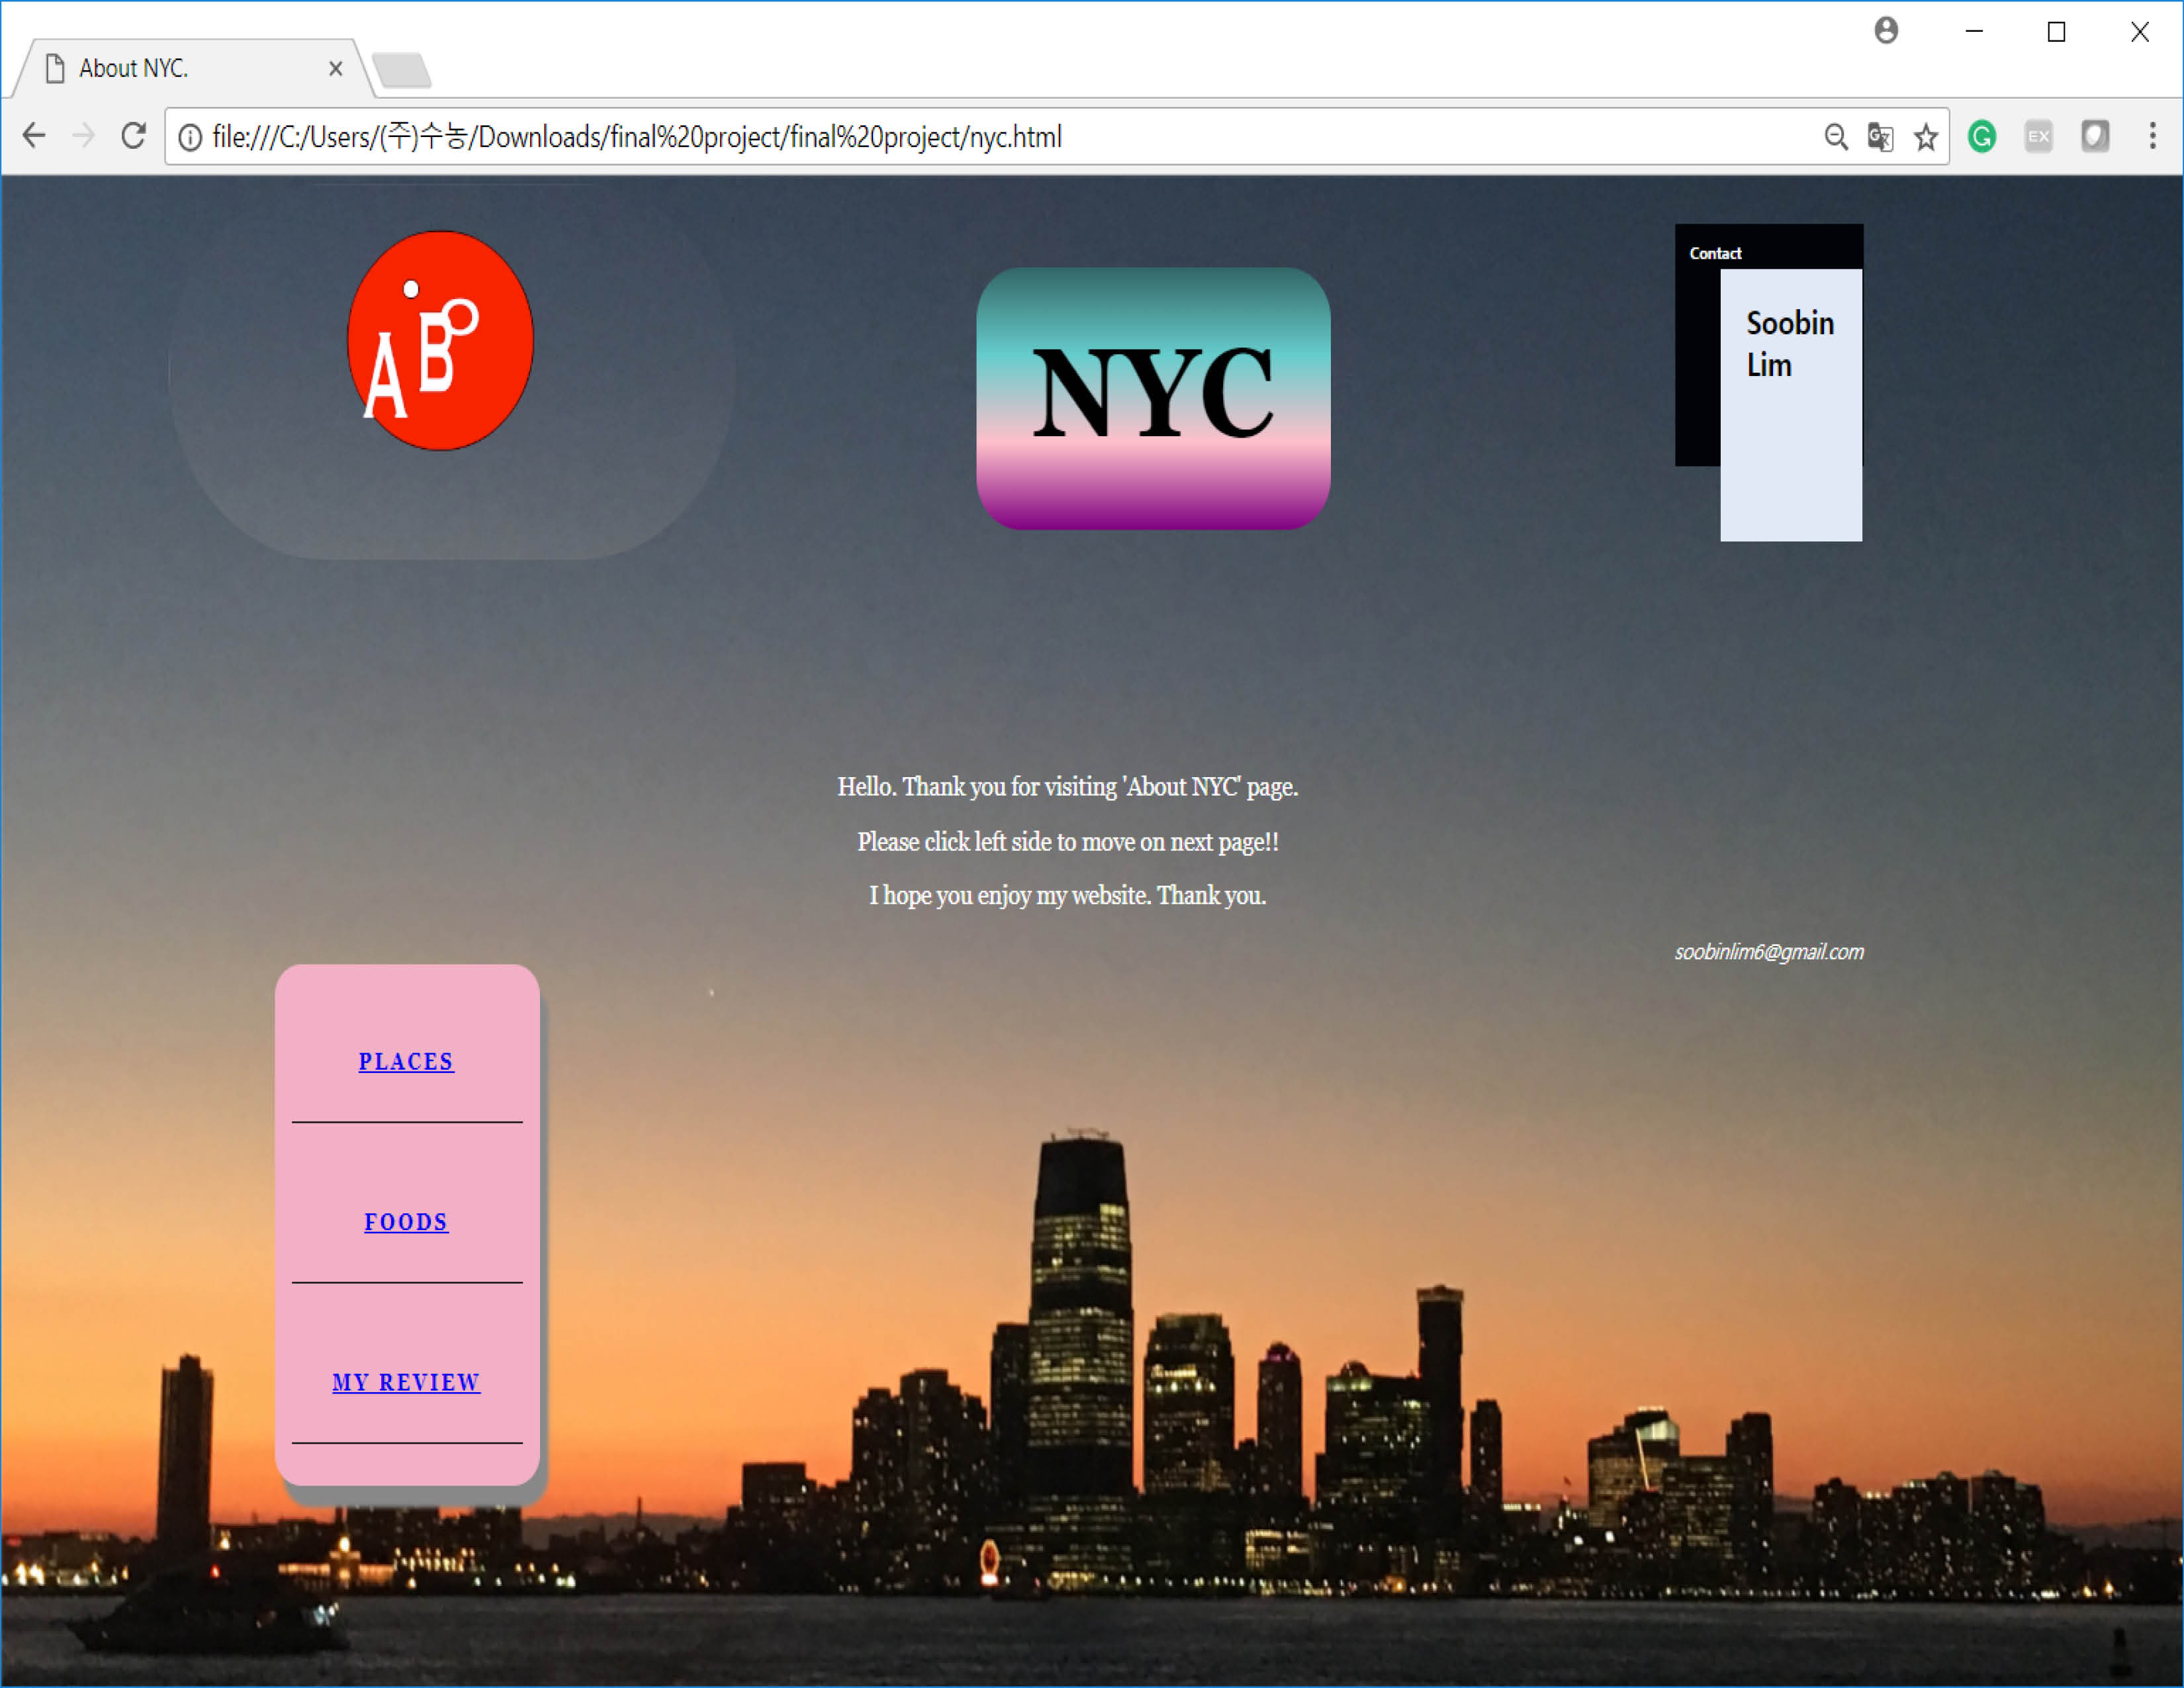 About NYC.
file:///C:/Users/(주)수농/Downloads/final%20project/final%20project/nyc.html
EX
A B
NYC
Contact
Soobin
Lim
Hello. Thank you for visiting 'About NYC' page.
Please click left side to move on next page!!
I hope you enjoy my website. Thank you.
soobinlim6@gmail.com
PLACES
FOODS
MY REVIEW